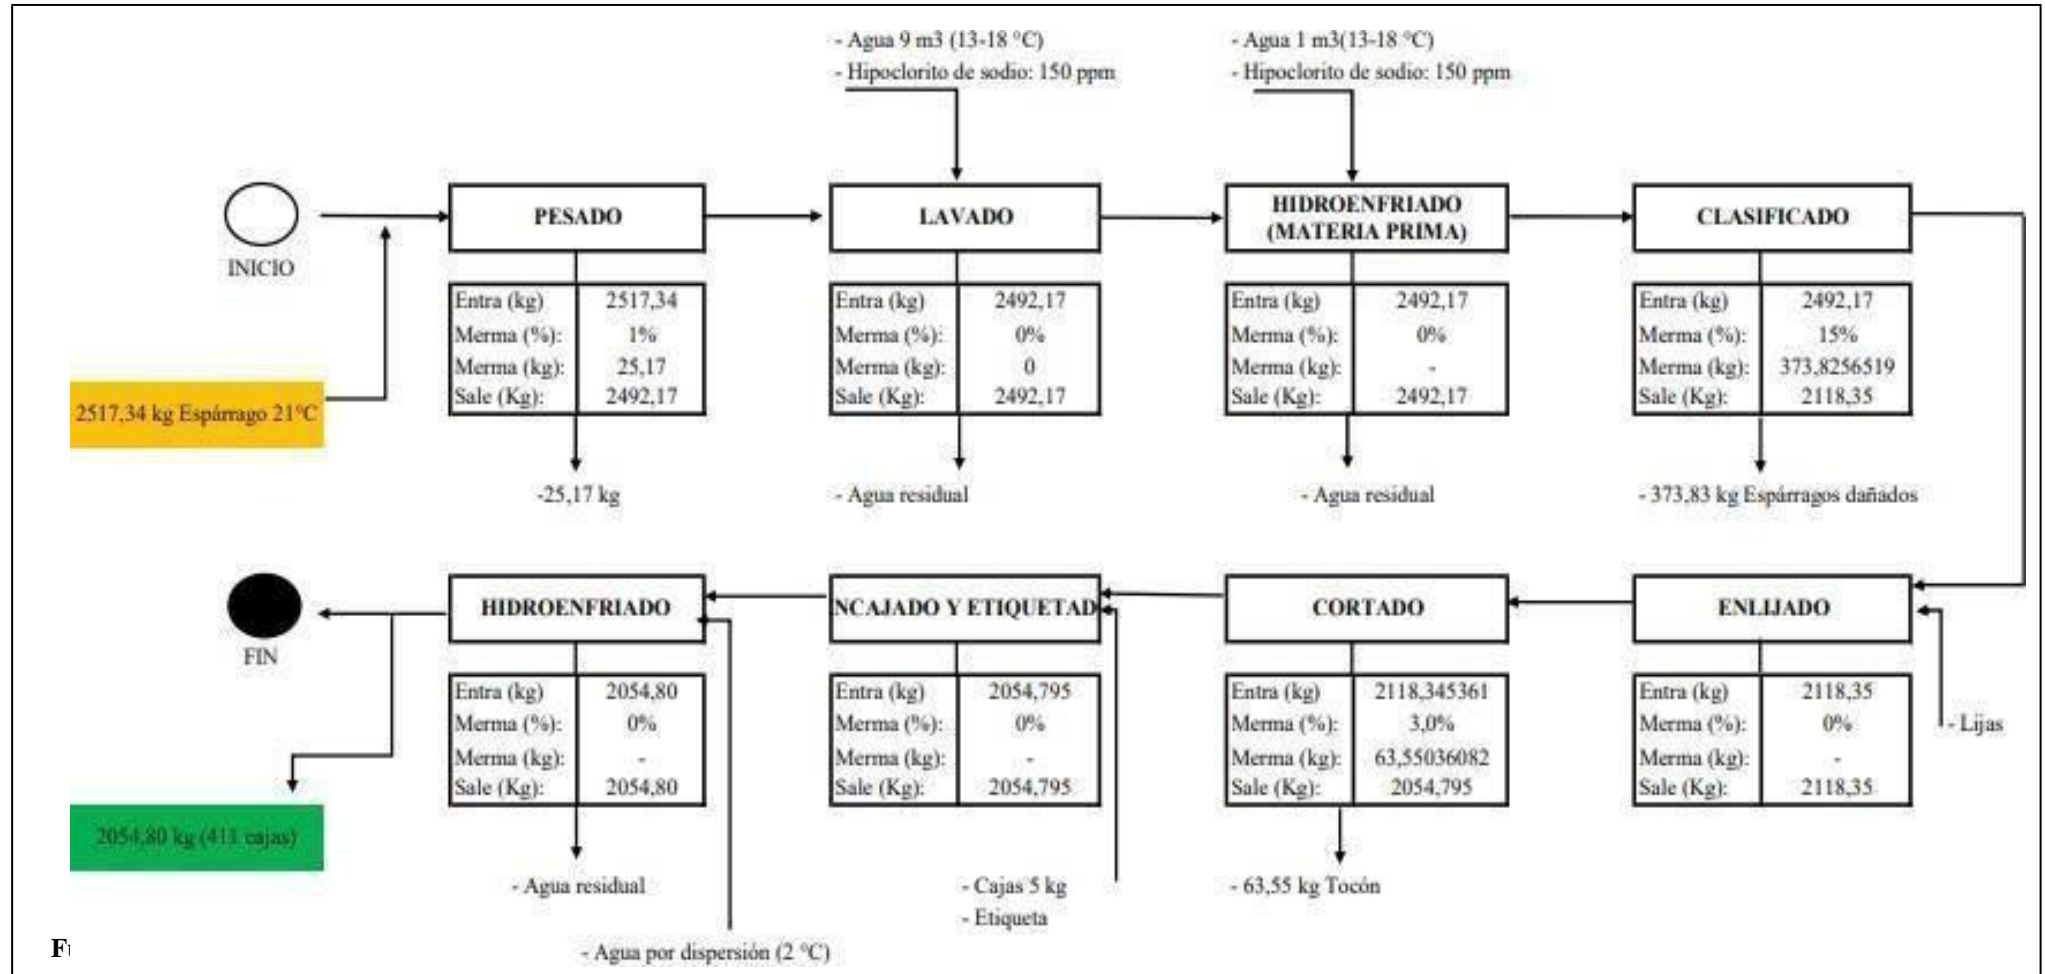 - Agua 9 m3 (13-18 °C)
- Hipoclorito de sodio: 150 ppm
- Agua 1 m3(13-18 °C)
- Hipoclorito de sodio: 150 ppm
INICIO
2517,34 kg Espárrago 21°C
PESADO
Entra (kg) 2517,34
Merma (%): 1%
Merma (kg): 25,17
Sale (Kg): 2492,17
-25,17 kg
LAVADO
Entra (kg) 2492,17
Merma (%): 0%
Merma (kg): 0
Sale (Kg): 2492,17
- Agua residual
HIDROENFRIADO
(MATERIA PRIMA)
Entra (kg) 2492,17
Merma (%): 0%
Merma (kg): -
Sale (Kg): 2492,17
- Agua residual
CLASIFICADO
Entra (kg) 2492,17
Merma (%): 15%
Merma (kg): 373,8256519
Sale (Kg): 2118,35
- 373,83 kg Espárragos dañados
ENLIJADO
Entra (kg) 2118,35
Merma (%): 0%
Merma (kg): -
Sale (Kg): 2118,35
- Lijas
CORTADO
Entra (kg) 2118,345361
Merma (%): 3,0%
Merma (kg): 63,55036082
Sale (Kg): 2054,795
- 63,55 kg Tocón
NCAJADO Y ETIQUETAD
Entra (kg) 2054,795
Merma (%): 0%
Merma (kg): -
Sale (Kg): 2054,795
- Cajas 5 kg
- Etiqueta
HIDROENFRIADO
Entra (kg) 2054,80
Merma (%): 0%
Merma (kg): -
Sale (Kg): 2054,80
- Agua residual
- Agua por dispersión (2 °C)
FIN
2054,80 kg (411 cajas)